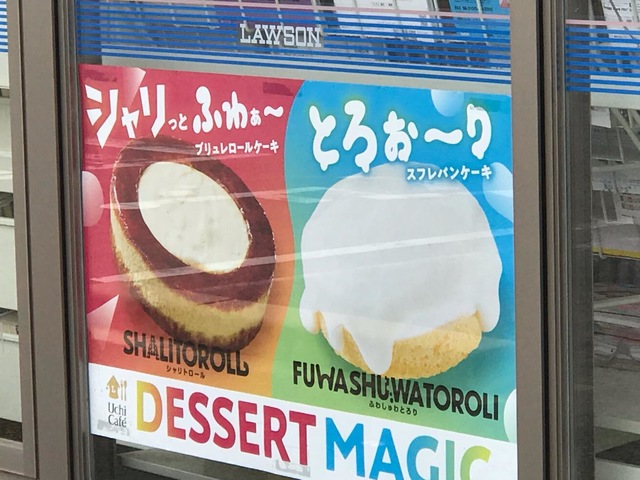 LAWSON
シャリっとふわぁ〜
ブリュレロールケーキ
とろぉ〜り
スフレパンケーキ
SHALITOROLL
シャリトロール
FUWASHU:WATOROLI
ふわしゅわとろり
Uchi
Café
DESSERT MAGIC